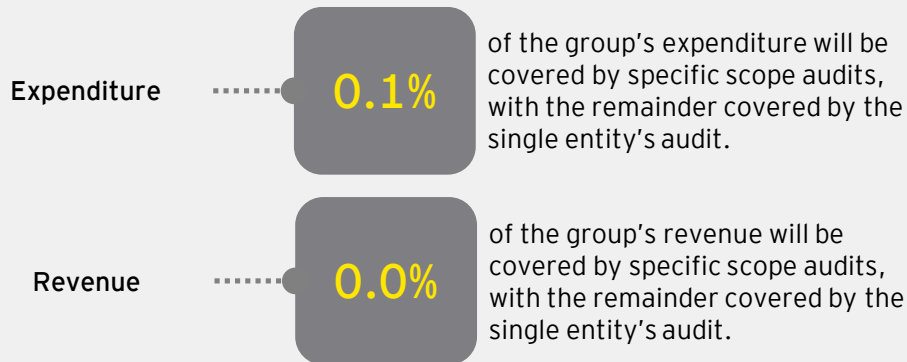 Expenditure
0.1%
of the group's expenditure will be
covered by specific scope audits,
with the remainder covered by the
single entity's audit.
Revenue
0.0%
of the group's revenue will be
covered by specific scope audits,
with the remainder covered by the
single entity's audit.